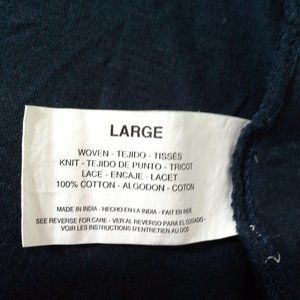 LARGE
WOVEN - TEJIDO - TISSÉS
KNIT - TEJIDO DE PUNTO - TRICOT
LACE - ENCAJE - LACET
100% COTTON - ALGODON - COTON
MADE IN INDIA - HECHO EN LA INDIA - FAIT EN INDE
SEE REVERSE FOR CARE - VER AL REVERSO PARA EL CUIDADO -
VOIR LES INSTRUCTIONS D'ENTRETIEN AU DOS